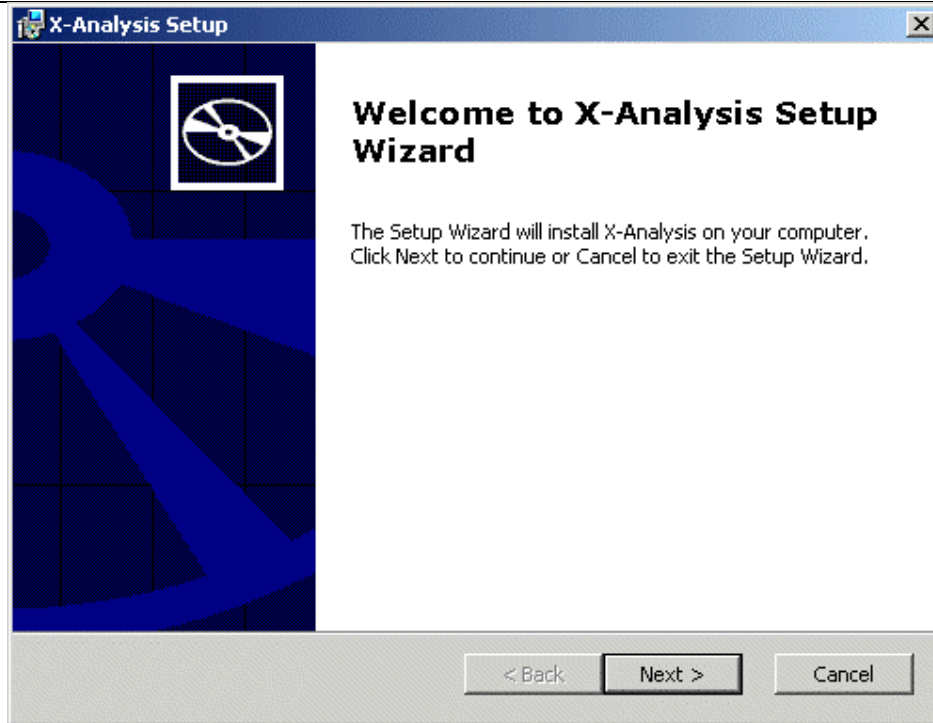 X-Analysis Setup
Welcome to X-Analysis Setup
Wizard
The Setup Wizard will install X-Analysis on your computer.
Click Next to continue or Cancel to exit the Setup Wizard.
< Back
Next >
Cancel